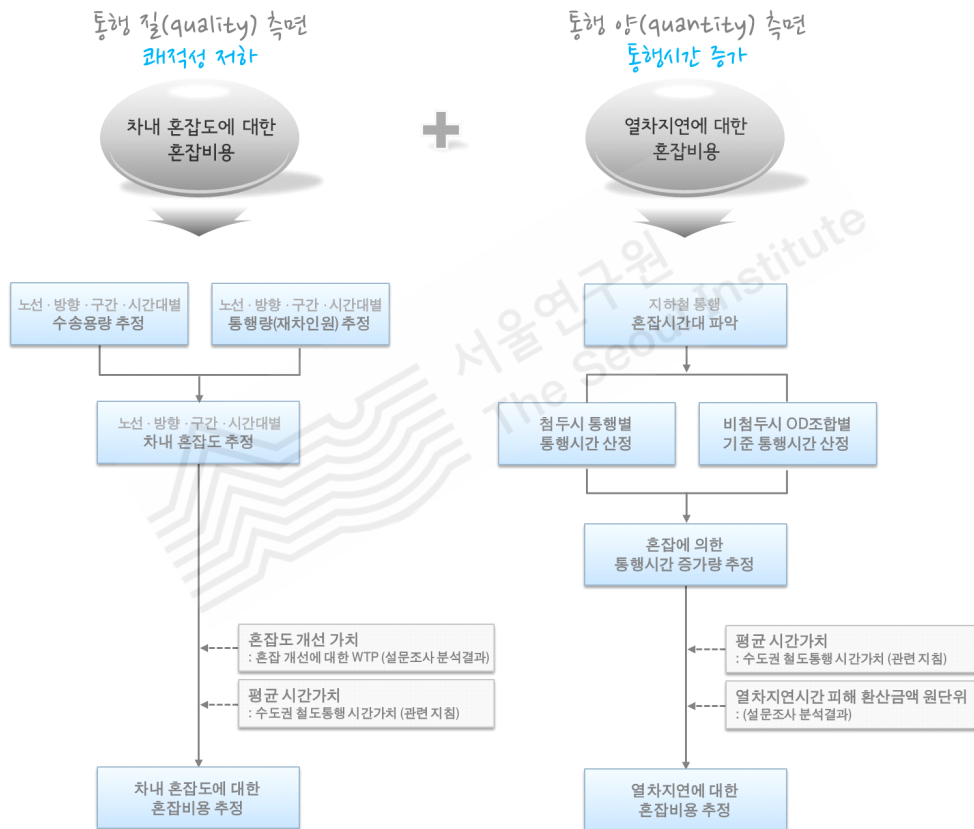 통행 질(quality) 측면
쾌적성 저하
차내 혼잡도에 대한
혼잡비용
통행 양(quantity) 측면
통행시간 증가
열차지연에 대한
혼잡비용
노선 · 방향 · 구간 · 시간대별
수송용량 추정
노선 · 방향 · 구간 · 시간대별
통행량(재차인원) 추정
노선 · 방향 · 구간 · 시간대별
차내 혼잡도 추정
혼잡도 개선 가치
: 혼잡 개선에 대한 WTP (설문조사 분석결과)
평균 시간가치
: 수도권 철도통행 시간가치 (관련 지침)
차내 혼잡도에 대한
혼잡비용 추정
지하철 통행
혼잡시간대 파악
첨두시 통행별
통행시간 산정
비첨두시 OD조합별
기준 통행시간 산정
혼잡에 의한
통행시간 증가량 추정
평균 시간가치
: 수도권 철도통행 시간가치 (관련 지침)
열차지연시간 피해 환산금액 원단위
: (설문조사 분석결과)
열차지연에 대한
혼잡비용 추정
서울연구원
The Seoul Institute